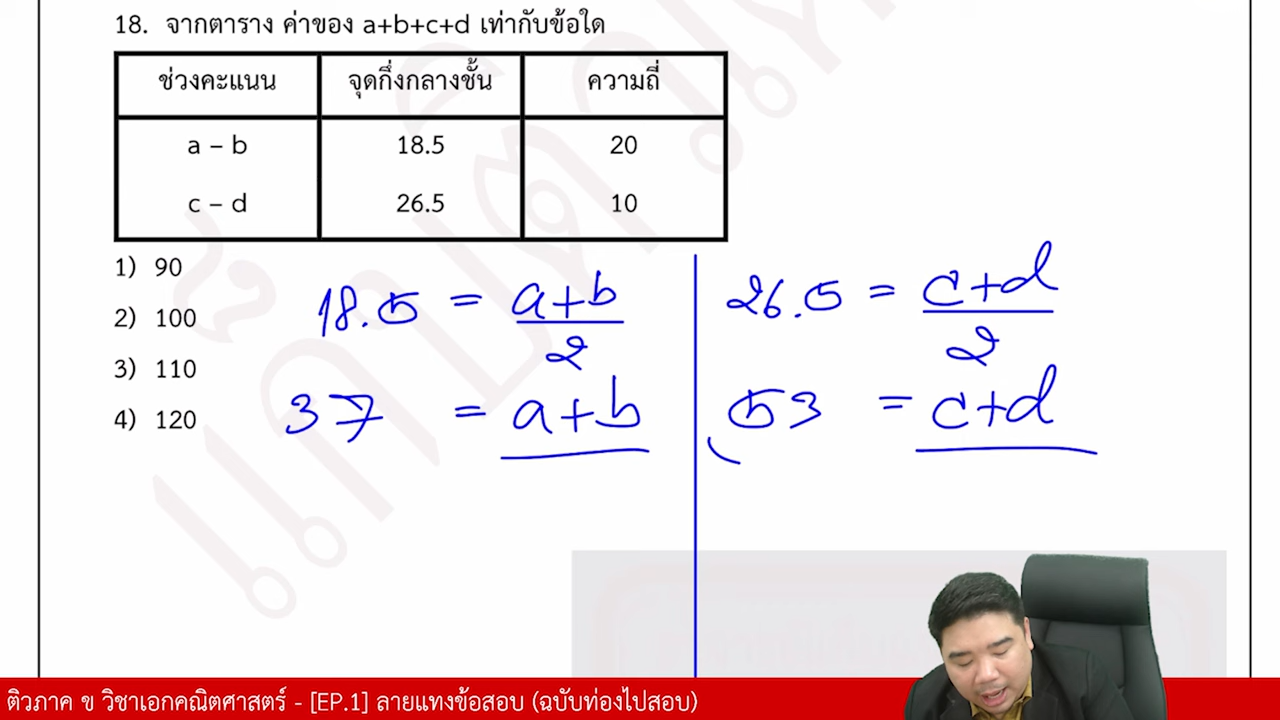 18. จากตาราง ค่าของ a+b+c+d เท่ากับข้อใด
ช่วงคะแนน จุดกึ่งกลางชั้น ความถี่
a – b 18.5 20
c – d 26.5 10
1) 90
2) 100
3) 110
4) 120
18.5 = a+b
2
37 = a+b
26.5 = c+d
2
53 = c+d
ติวภาค ข วิชาเอกคณิตศาสตร์ - [EP.1] ลายแทงข้อสอบ (ฉบับท่องไปสอบ)